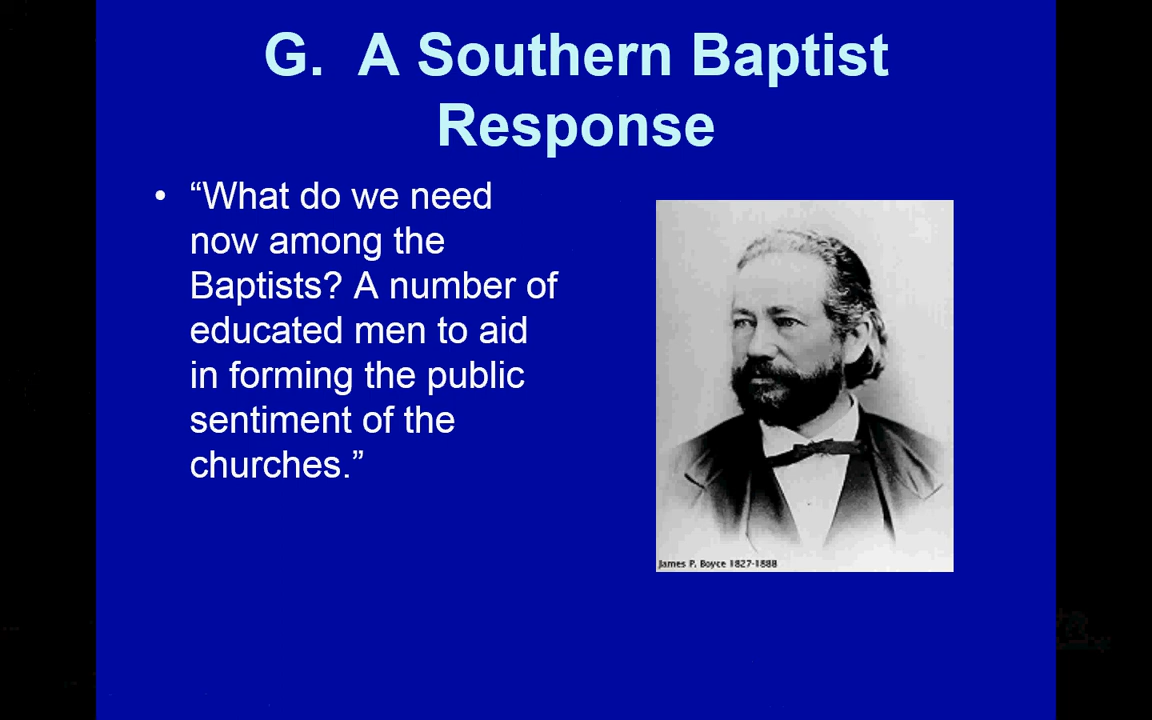 G.  A Southern Baptist
Response
• “What do we need
now among the
Baptists? A number of
educated men to aid
in forming the public
sentiment of the
churches.”
James P. Boyce 1827-1888